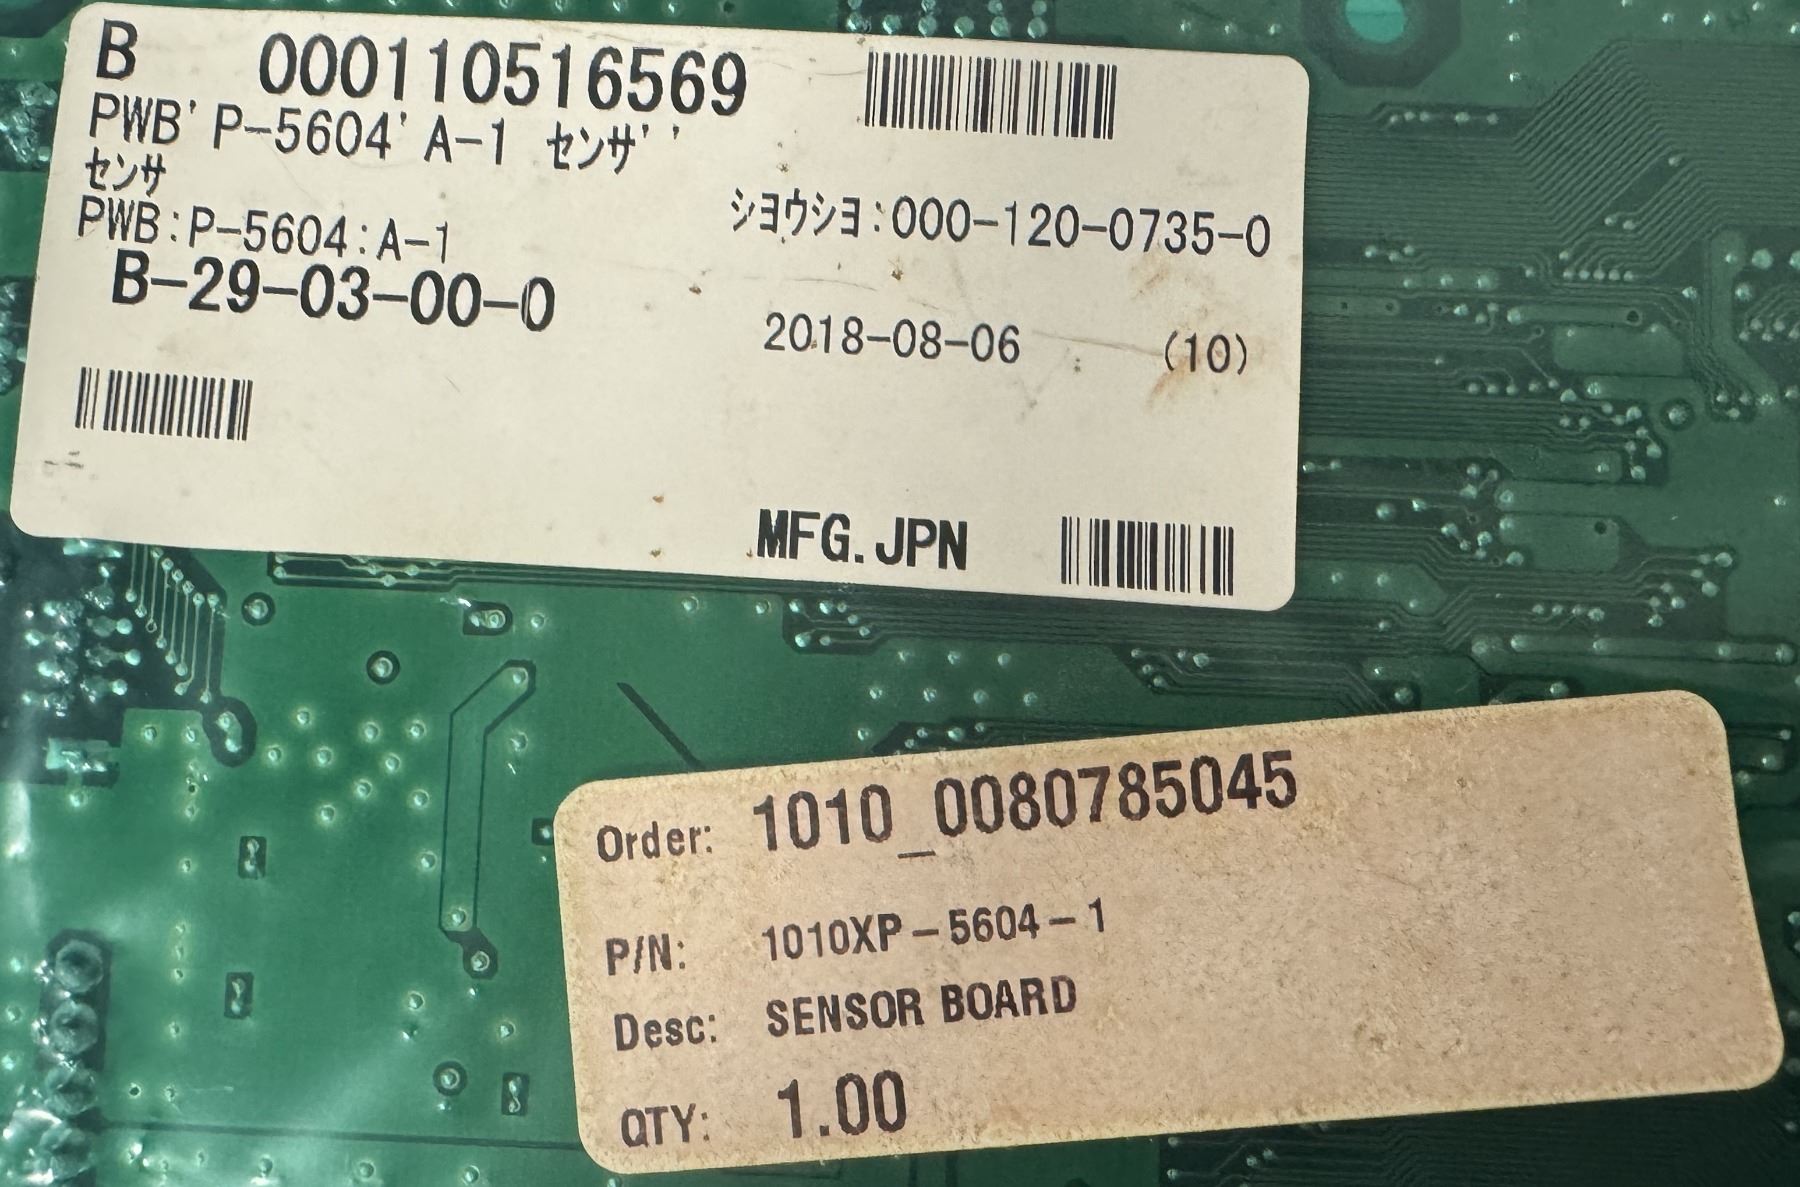 B 000110516569
PWB' P-5604' A-1 センサ' '
センサ
PWB:P-5604:A-1
ショウショ:000-120-0735-0
B-29-03-00-0
2018-08-06 (10)
MFG.JPN
Order: 1010_0080785045
P/N: 1010XP-5604-1
Desc: SENSOR BOARD
QTY: 1.00